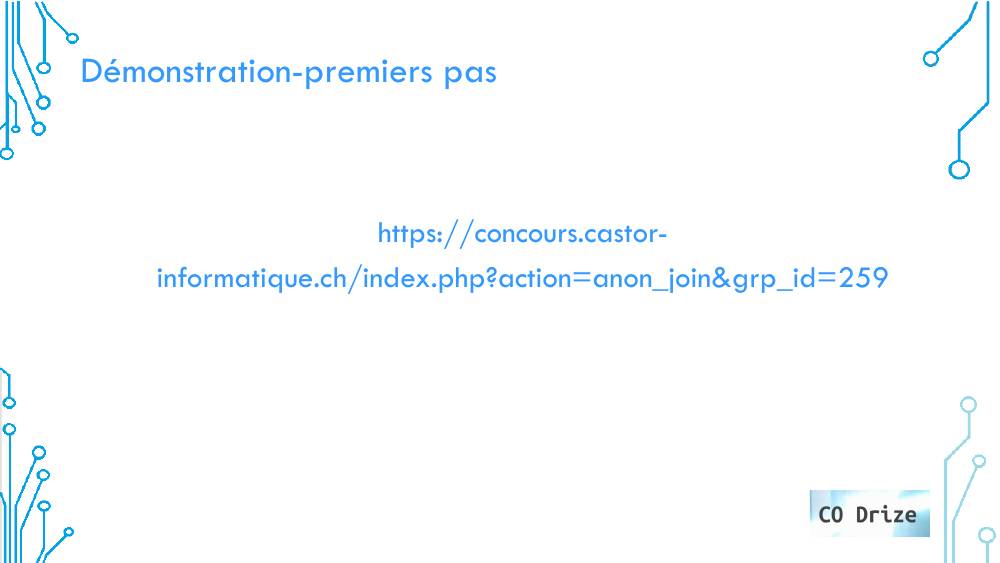 Démonstration-premiers pas
https://concours.castor-
informatique.ch/index.php?action=anon_join&grp_id=259
CO Drize